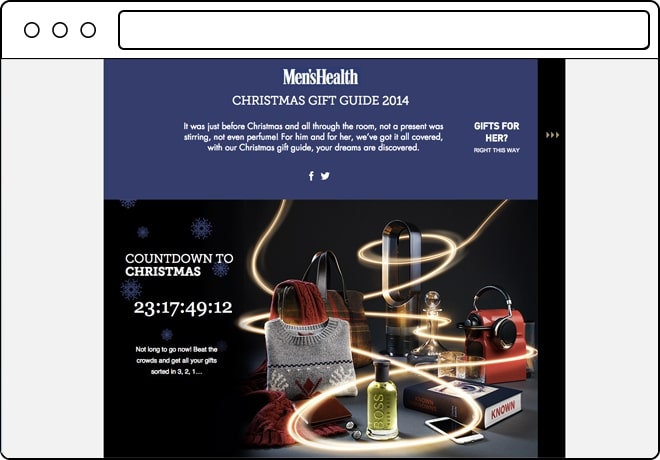 Men'sHealth
CHRISTMAS GIFT GUIDE 2014
It was just before Christmas and all through the room, not a present was
stirring, not even perfume! For him and for her, we've got it all covered,
with our Christmas gift guide, your dreams are discovered.
GIFTS FOR
HER?
RIGHT THIS WAY
COUNTDOWN TO
CHRISTMAS
23:17:49:12
Not long to go now! Beat the
crowds and get all your gifts
sorted in 3, 2, 1...
BOSS
KNOWN
KNOWN